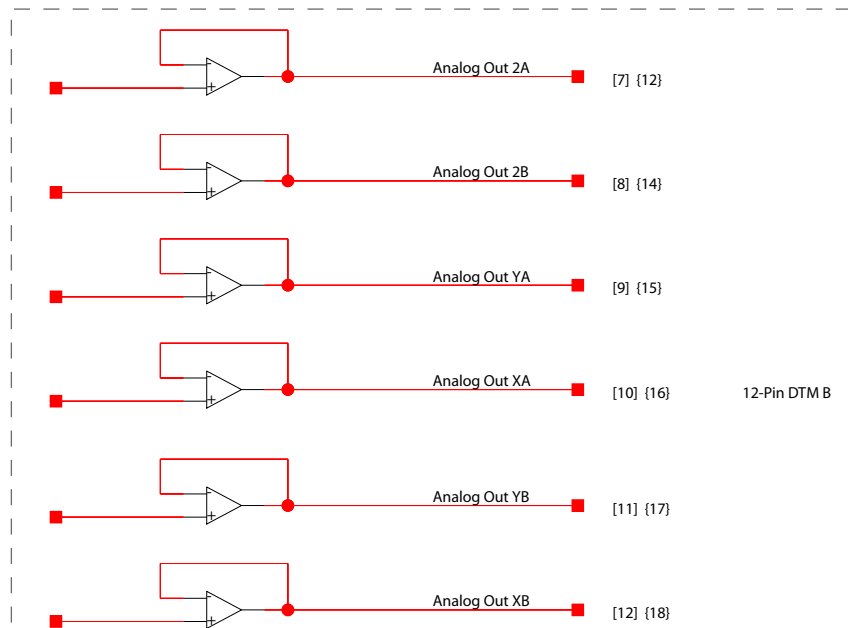 Analog Out 2A [7] {12}
Analog Out 2B [8] {14}
Analog Out YA [9] {15}
Analog Out XA [10] {16} 12-Pin DTM B
Analog Out YB [11] {17}
Analog Out XB [12] {18}